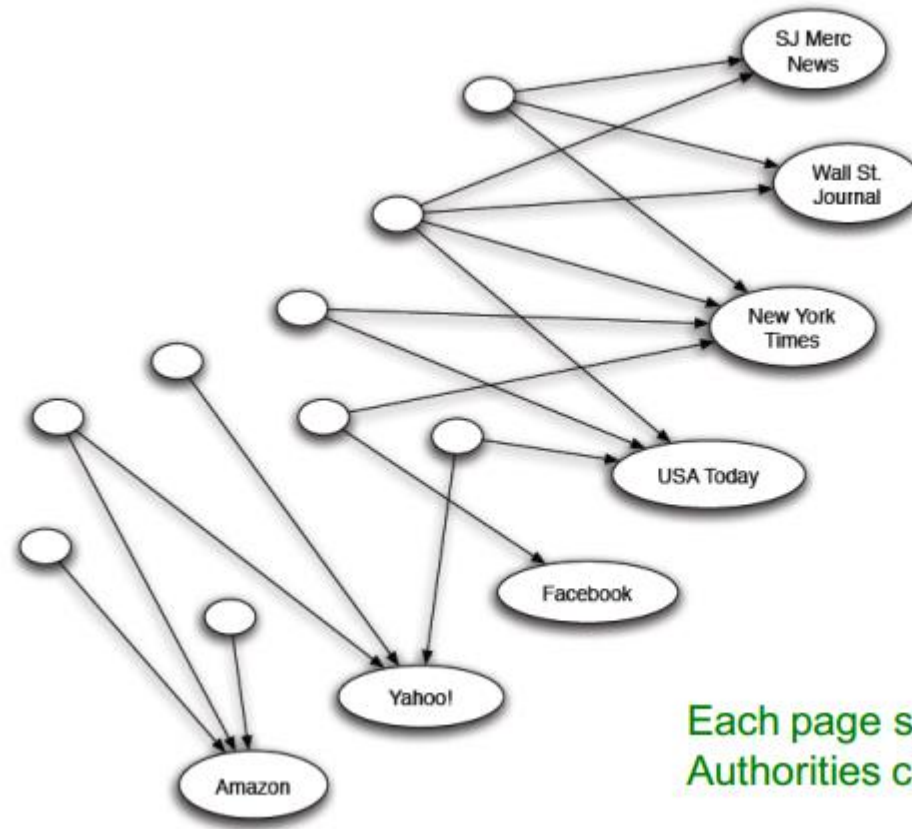 SJ Merc
News
Wall St.
Journal
New York
Times
USA Today
Facebook
Yahoo!
Amazon
Each page s
Authorities c